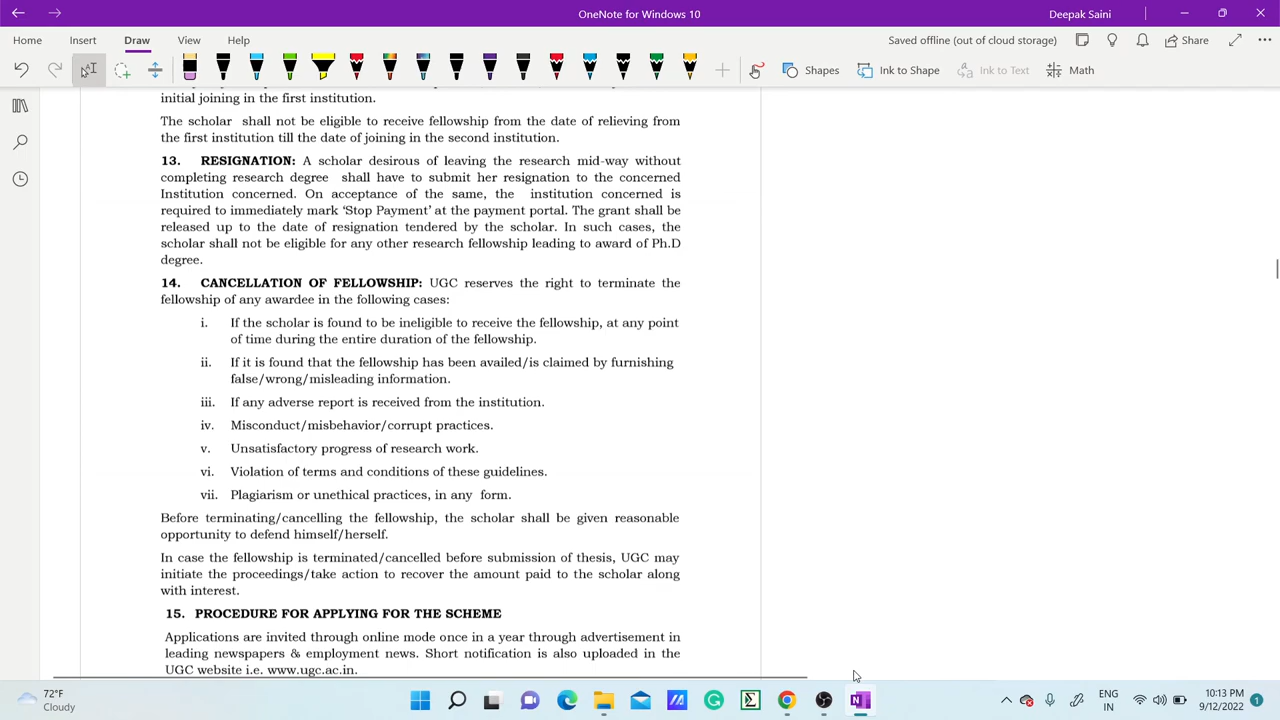 OneNote for Windows 10
Deepak Saini
Home
Insert
Draw
View
Help
Saved offline (out of cloud storage)
Share
Shapes
Ink to Shape
Ink to Text
Math
initial joining in the first institution.
The scholar shall not be eligible to receive fellowship from the date of relieving from
the first institution till the date of joining in the second institution.
13. RESIGNATION: A scholar desirous of leaving the research mid-way without
completing research degree shall have to submit her resignation to the concerned
Institution concerned. On acceptance of the same, the institution concerned is
required to immediately mark ‘Stop Payment’ at the payment portal. The grant shall be
released up to the date of resignation tendered by the scholar. In such cases, the
scholar shall not be eligible for any other research fellowship leading to award of Ph.D
degree.
14. CANCELLATION OF FELLOWSHIP: UGC reserves the right to terminate the
fellowship of any awardee in the following cases:
i. If the scholar is found to be ineligible to receive the fellowship, at any point
of time during the entire duration of the fellowship.
ii. If it is found that the fellowship has been availed/is claimed by furnishing
false/wrong/misleading information.
iii. If any adverse report is received from the institution.
iv. Misconduct/misbehavior/corrupt practices.
v. Unsatisfactory progress of research work.
vi. Violation of terms and conditions of these guidelines.
vii. Plagiarism or unethical practices, in any form.
Before terminating/cancelling the fellowship, the scholar shall be given reasonable
opportunity to defend himself/herself.
In case the fellowship is terminated/cancelled before submission of thesis, UGC may
initiate the proceedings/take action to recover the amount paid to the scholar along
with interest.
15. PROCEDURE FOR APPLYING FOR THE SCHEME
Applications are invited through online mode once in a year through advertisement in
leading newspapers & employment news. Short notification is also uploaded in the
UGC website i.e. www.ugc.ac.in.
72°F
Cloudy
ENG
IN
10:13 PM
9/12/2022
1